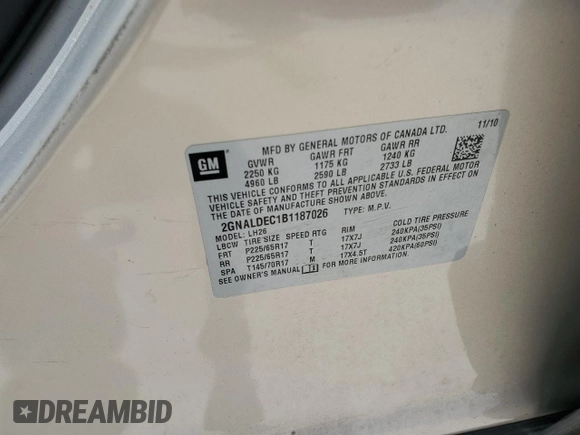 GM
MFD BY GENERAL MOTORS OF CANADA LTD. 11/10
GVWR GAWR FRT GAWR RR
2250 KG 1175 KG 1240 KG
4960 LB 2590 LB 2733 LB
THIS VEHICLE CONFORMS TO ALL APPLICABLE U.S. FEDERAL MOTOR
VEHICLE SAFETY AND THEFT PREVENTION STANDARDS IN EFFECT ON
THE DATE OF MANUFACTURE SHOWN ABOVE.
2GNALDEC1B1187026 TYPE: M.P.V.
MODEL: LH26
LBCW TIRE SIZE SPEED RTG RIM COLD TIRE PRESSURE
FRT P225/65R17 T 17X7J 240KPA(35PSI)
RR P225/65R17 T 17X7J 240KPA(35PSI)
SPA T145/70R17 M 17X4.5T 420KPA(60PSI)
SEE OWNER'S MANUAL
DREAMBID